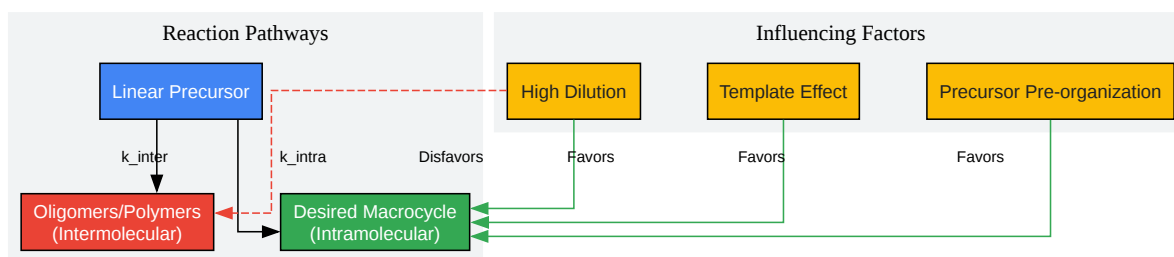 Reaction Pathways
Influencing Factors
Linear Precursor
High Dilution
Template Effect
Precursor Pre-organization
k_inter
k_intra
Disfavors
Favors
Favors
Favors
Oligomers/Polymers
(Intermolecular)
Desired Macrocycle
(Intramolecular)